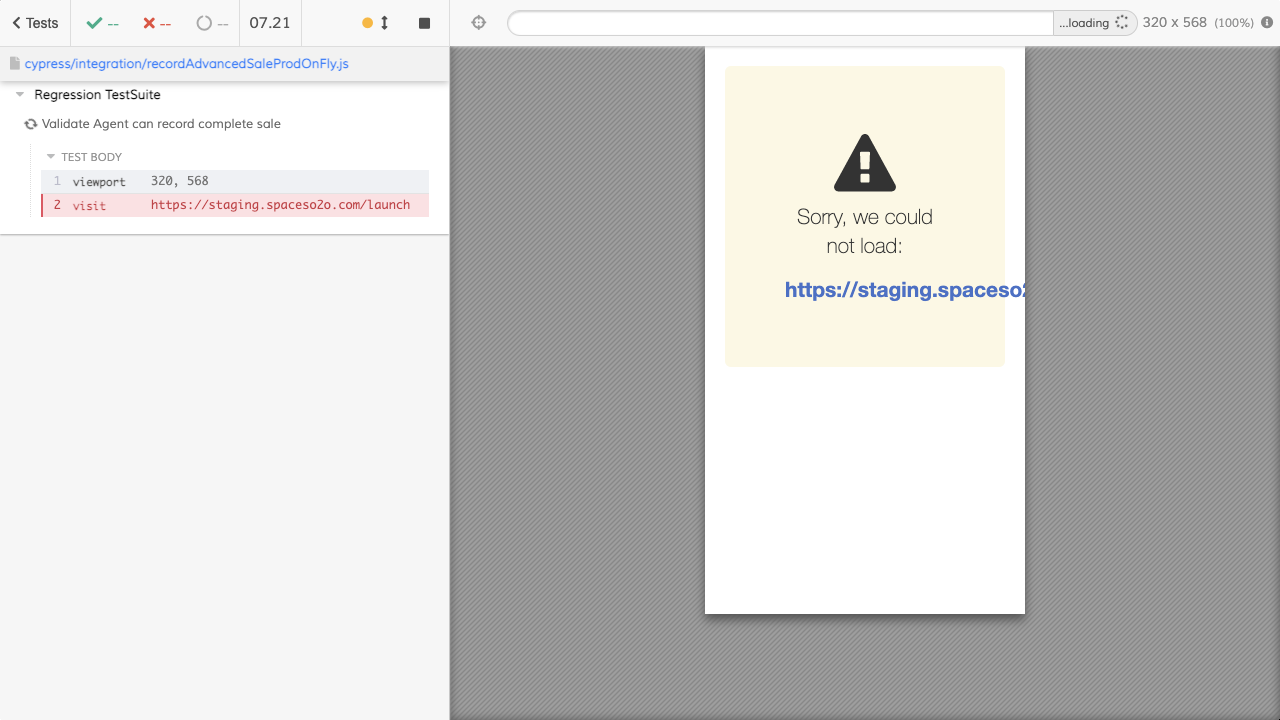 Tests -- -- -- 07.21
...loading 320 x 568 (100%)
cypress/integration/recordAdvancedSaleProdOnFly.js
Regression TestSuite
Validate Agent can record complete sale
TEST BODY
1 viewport 320, 568
2 visit https://staging.spaceso2o.com/launch
Sorry, we could
not load:
https://staging.spaceso2